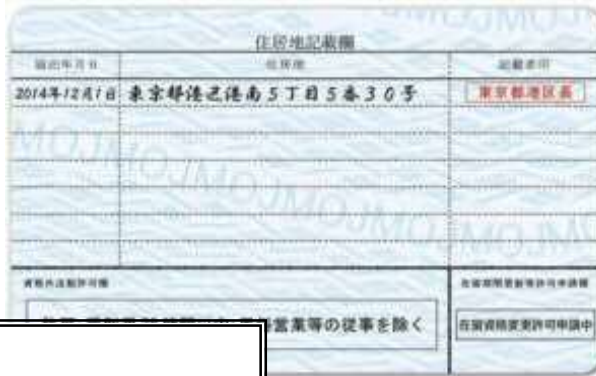 住居地記載欄
届出年月日 住居地 記載者印
2014年12月1日 東京都港区港南5丁目5番30号 東京都港区長
MOJMOJMOJMOJMOJMOJ
資格外活動許可欄
在留期間更新等許可申請欄
営業等の従事を除く
在留資格変更許可申請中